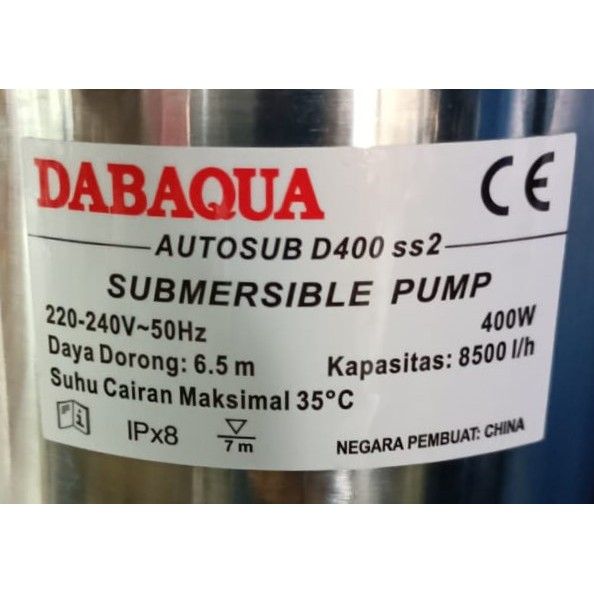 DABAQUA
CE
AUTOSUB D400 ss2
SUBMERSIBLE PUMP
220-240V~50Hz 400W
Daya Dorong: 6.5 m Kapasitas: 8500 l/h
Suhu Cairan Maksimal 35°C
i IPx8 7 m NEGARA PEMBUAT: CHINA